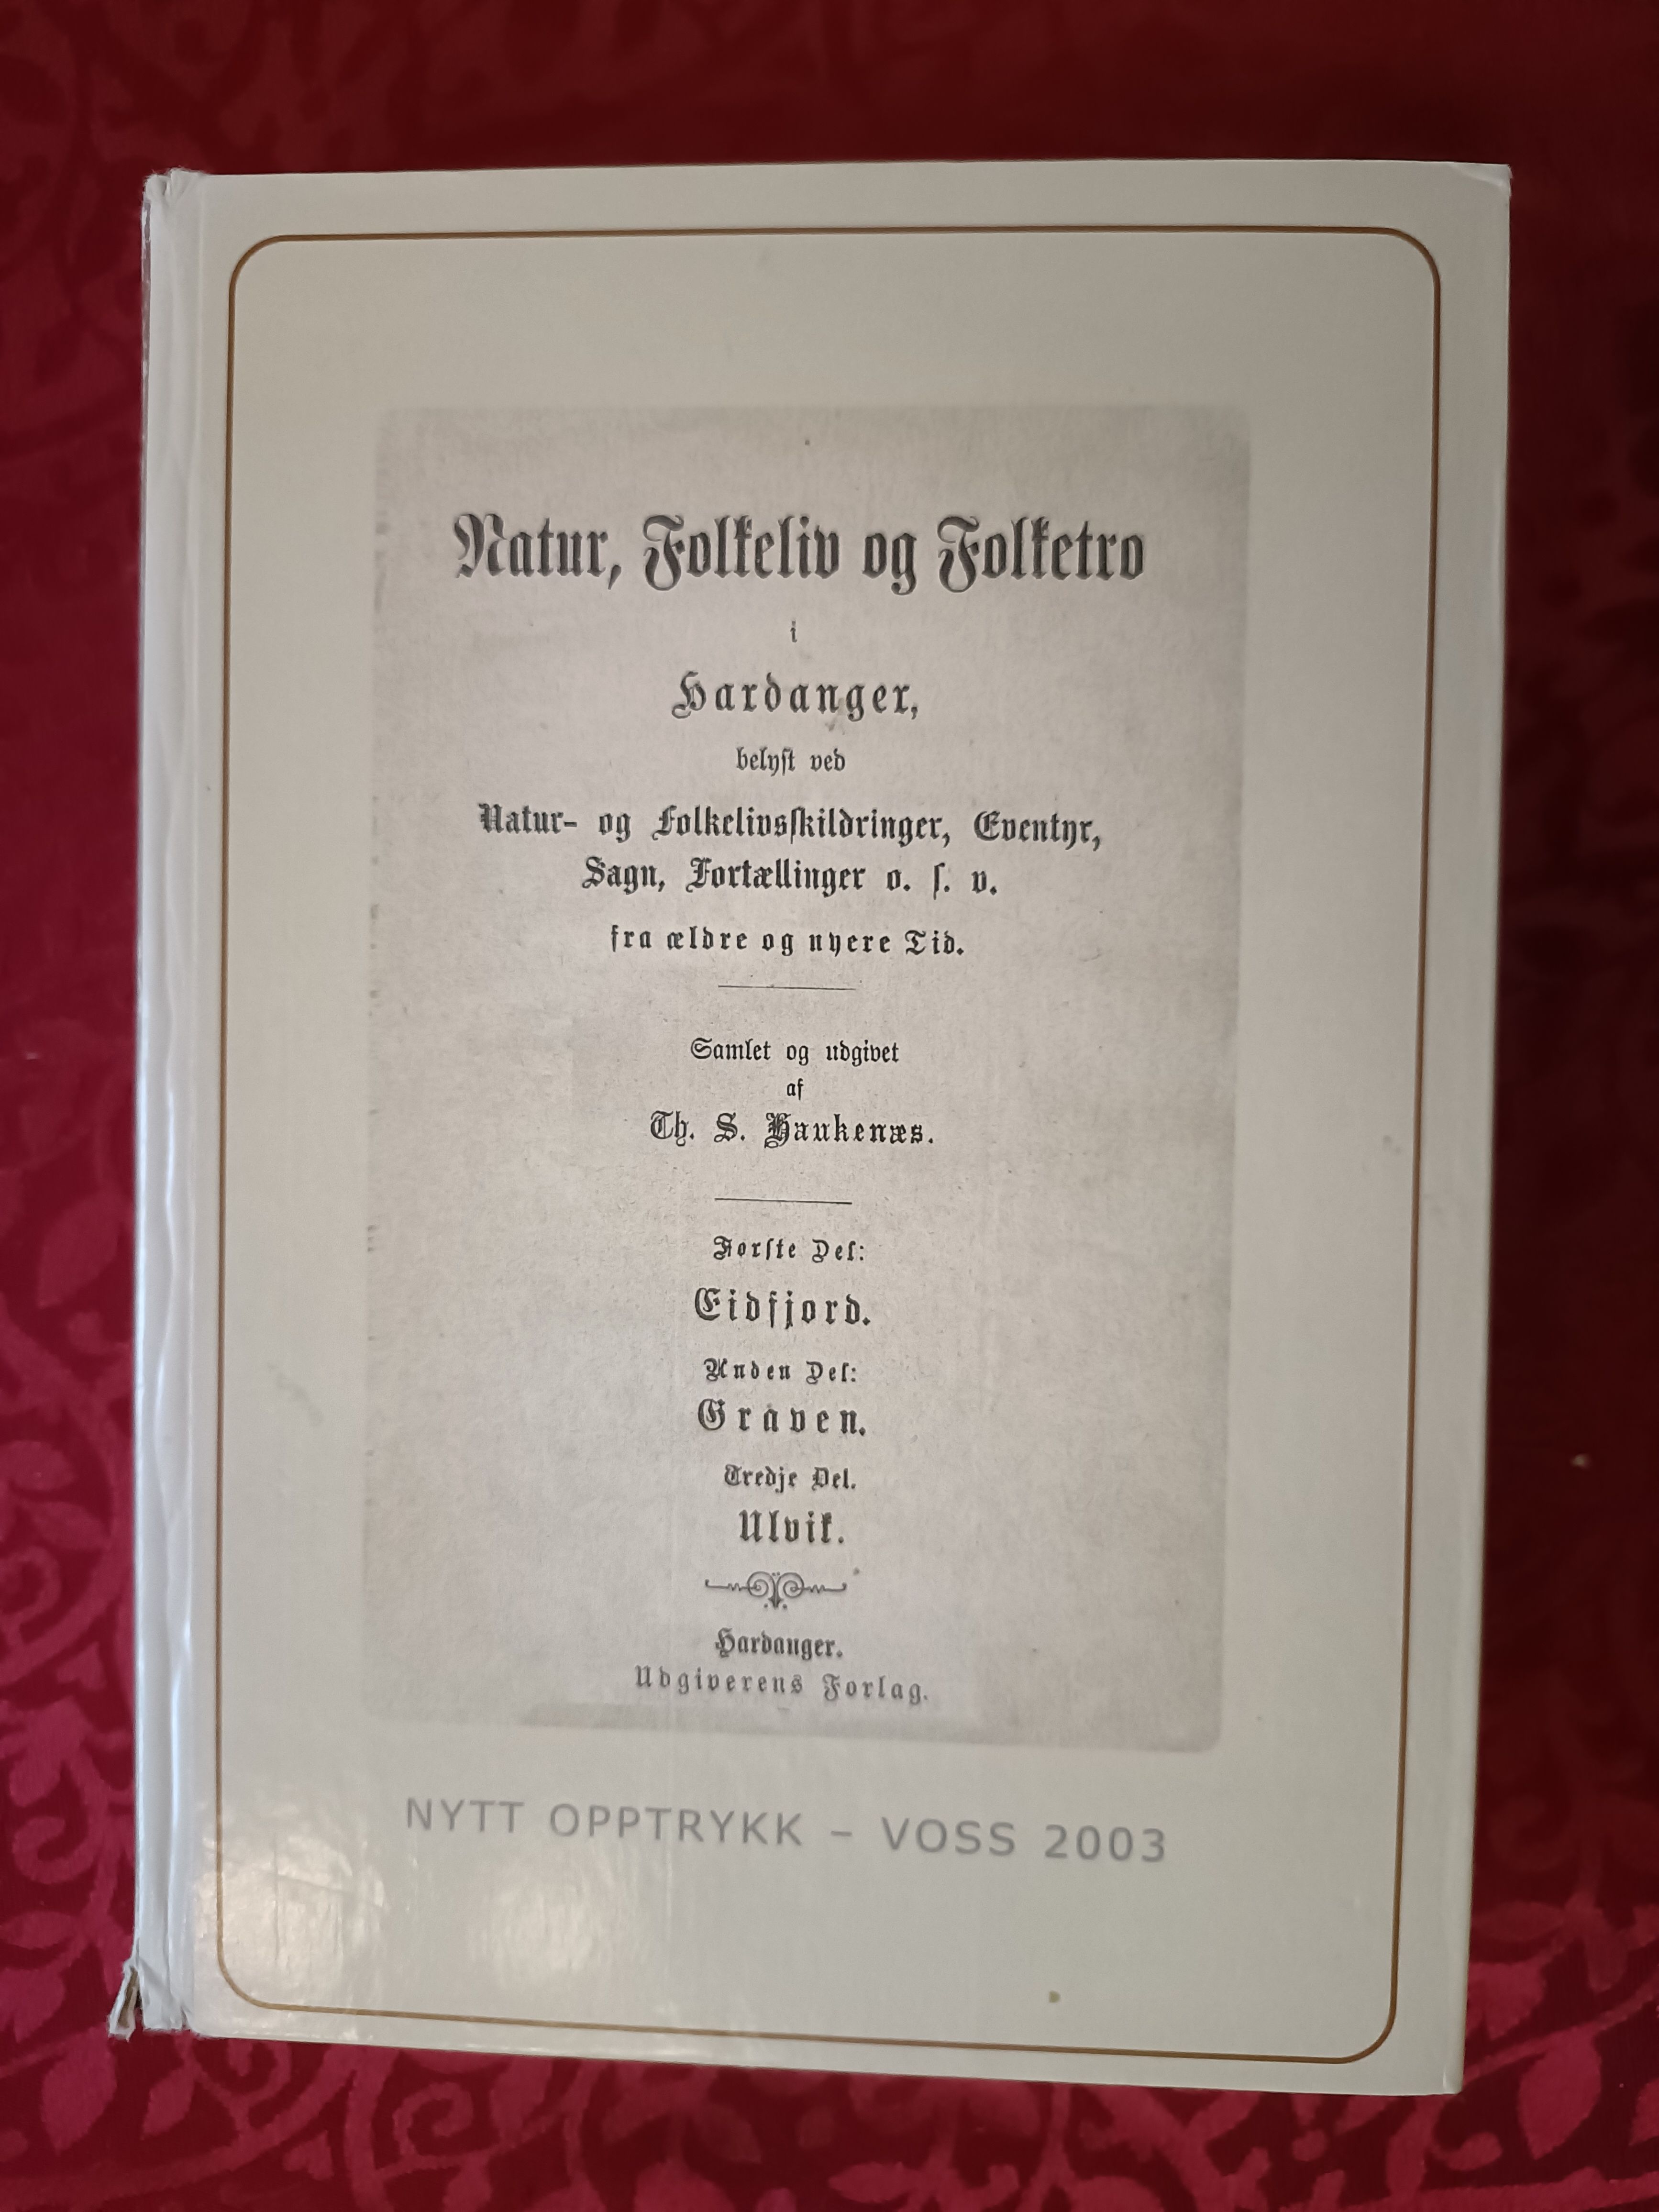 Natur, Folkeliv og Folketro
i
Hardanger,
belyſt ved
Natur- og Folkelivsſkildringer, Eventyr,
Sagn, Fortællinger o. ſ. v.
fra ældre og nyere Tid.
Samlet og udgivet
af
Th. S. Haukenæs.
Førſte Del:
Eidfjord.
Anden Del:
Graven.
Tredje Del.
Ulvik.
Hardanger.
Udgiverens Forlag.
NYTT OPPTRYKK – VOSS 2003